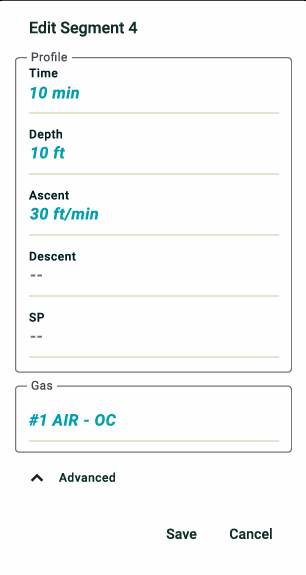 Edit Segment 4
Profile
Time
10 min
Depth
10 ft
Ascent
30 ft/min
Descent
--
SP
--
Gas
#1 AIR - OC
Advanced
Save Cancel